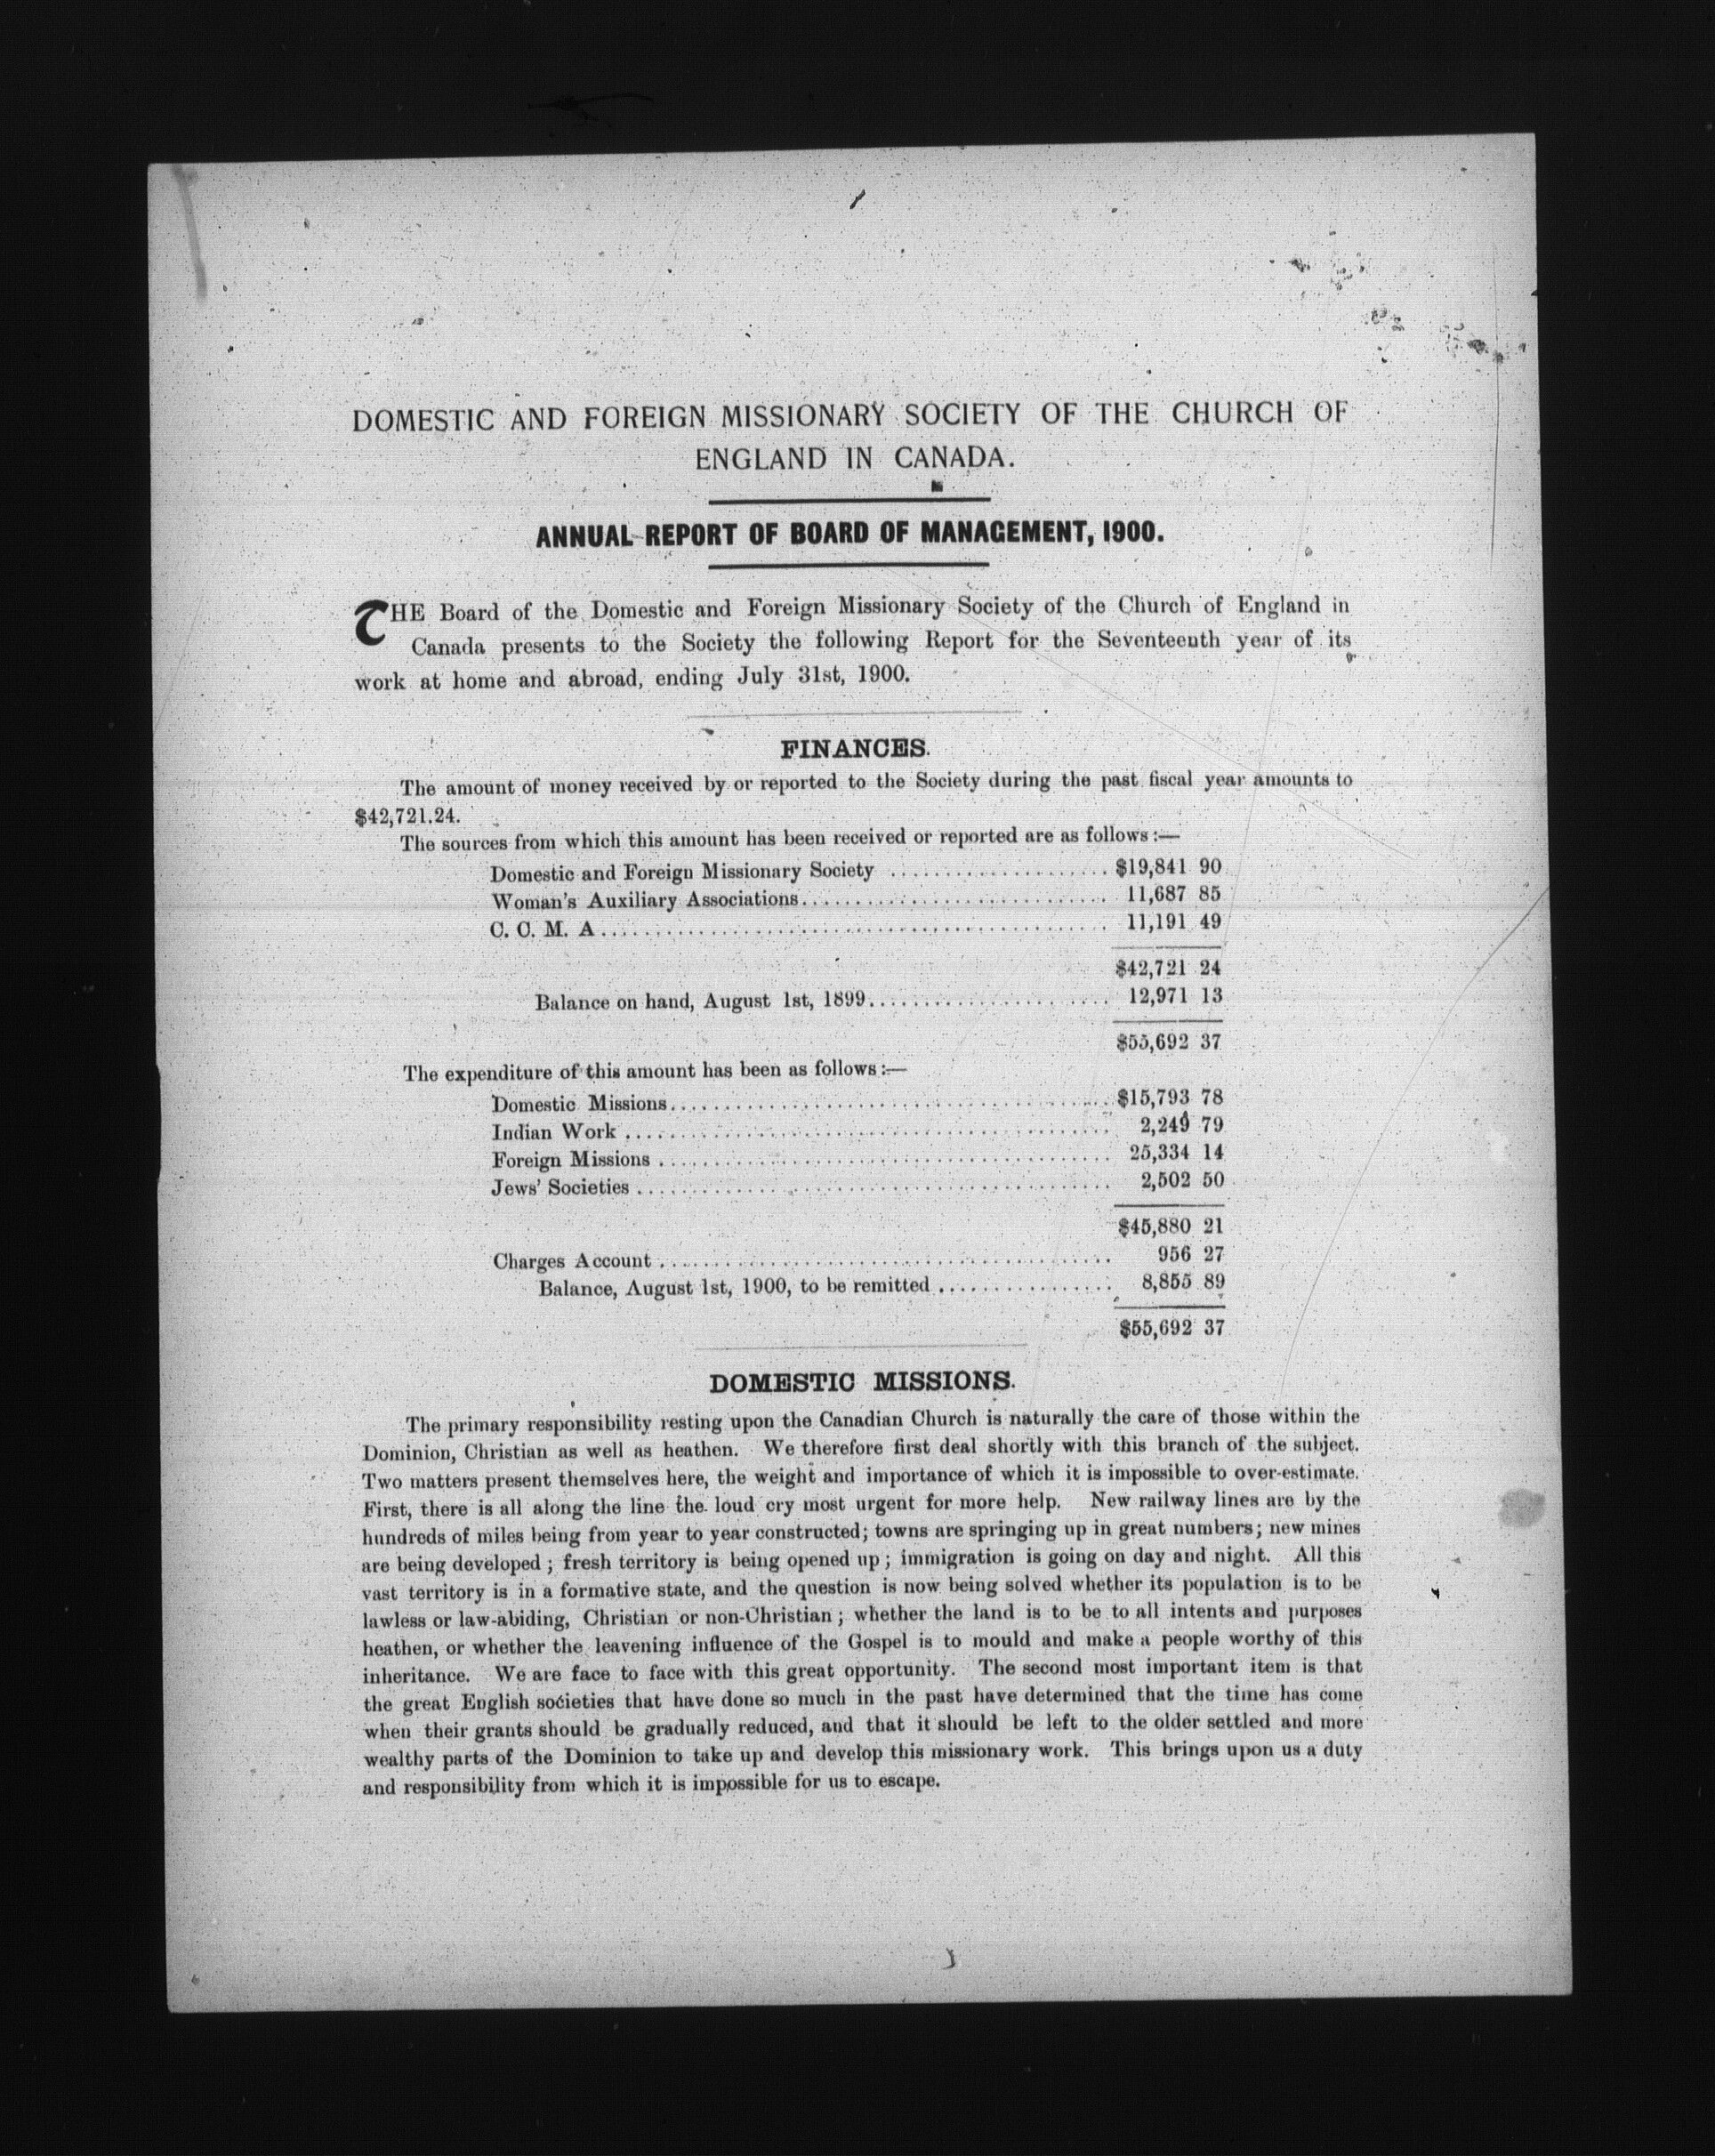 DOMESTIC AND FOREIGN MISSIONARY SOCIETY OF THE CHURCH OF
ENGLAND IN CANADA.
ANNUAL REPORT OF BOARD OF MANAGEMENT, 1900.
THE Board of the Domestic and Foreign Missionary Society of the Church of England in
Canada presents to the Society the following Report for the Seventeenth year of its
work at home and abroad, ending July 31st, 1900.
FINANCES.
The amount of money received by or reported to the Society during the past fiscal year amounts to
$42,721.24.
The sources from which this amount has been received or reported are as follows:—
Domestic and Foreign Missionary Society .................... $19,841 90
Woman's Auxiliary Associations............................ 11,687 85
C. C. M. A.............................................. 11,191 49
$42,721 24
Balance on hand, August 1st, 1899...................... 12,971 13
$55,692 37
The expenditure of this amount has been as follows:—
Domestic Missions........................................ $15,793 78
Indian Work ............................................ 2,249 79
Foreign Missions ......................................... 25,334 14
Jews' Societies ........................................... 2,502 50
$45,880 21
Charges Account ......................................... 956 27
Balance, August 1st, 1900, to be remitted ................ 8,855 89
$55,692 37
DOMESTIC MISSIONS.
The primary responsibility resting upon the Canadian Church is naturally the care of those within the
Dominion, Christian as well as heathen. We therefore first deal shortly with this branch of the subject.
Two matters present themselves here, the weight and importance of which it is impossible to over-estimate.
First, there is all along the line the loud cry most urgent for more help. New railway lines are by the
hundreds of miles being from year to year constructed; towns are springing up in great numbers; new mines
are being developed; fresh territory is being opened up; immigration is going on day and night. All this
vast territory is in a formative state, and the question is now being solved whether its population is to be
lawless or law-abiding, Christian or non-Christian; whether the land is to be to all intents and purposes
heathen, or whether the leavening influence of the Gospel is to mould and make a people worthy of this
inheritance. We are face to face with this great opportunity. The second most important item is that
the great English societies that have done so much in the past have determined that the time has come
when their grants should be gradually reduced, and that it should be left to the older settled and more
wealthy parts of the Dominion to take up and develop this missionary work. This brings upon us a duty
and responsibility from which it is impossible for us to escape.